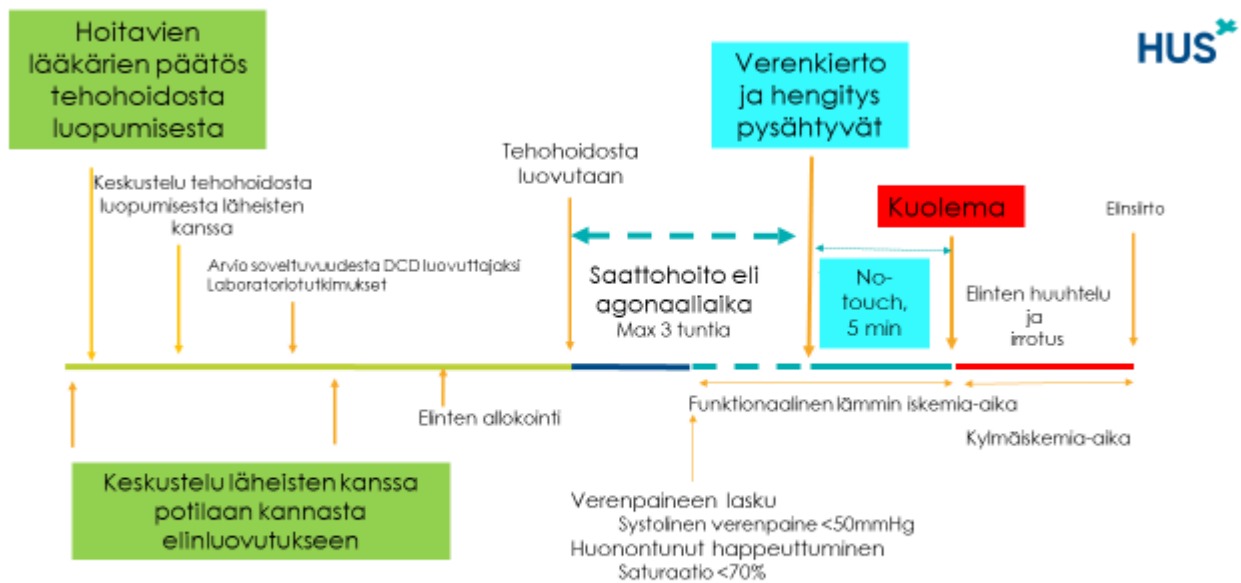 Hoitavien
lääkärien päätös
tehohoidosta
luopumisesta
HUS
Verenkierto
ja hengitys
pysähtyvät
Tehohoidosta
luovutaan
Keskustelu tehohoidosta
luopumisesta läheisten
kanssa
Kuolema
Elinsiirto
Arvio soveltuvuudesta DCD luovuttajaksi
Laboratoriotutkimukset
Saattohoito eli
agonaaliaika
Max 3 tuntia
No-
touch,
5 min
Elinten huuhtelu
ja
irrotus
Elinten allokointi
Funktionaalinen lämmin iskemia-aika
Kylmäiskemia-aika
Keskustelu läheisten kanssa
potilaan kannasta
elinluovutukseen
Verenpaineen lasku
Systolinen verenpaine <50mmHg
Huonontunut happeuttuminen
Saturaatio <70%